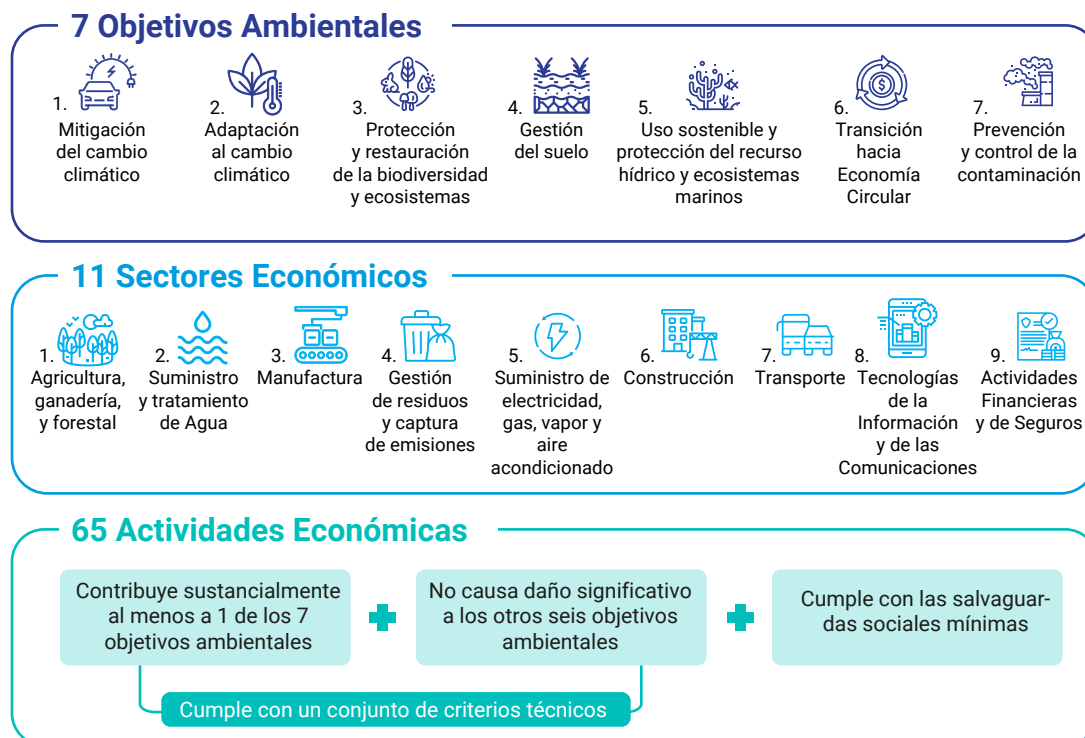 7 Objetivos Ambientales
1.
Mitigación
del cambio
climático
2.
Adaptación
al cambio
climático
3.
Protección
y restauración
de la biodiversidad
y ecosistemas
4.
Gestión
del suelo
5.
Uso sostenible y
protección del recurso
hídrico y ecosistemas
marinos
6.
Transición
hacia
Economía
Circular
7.
Prevención
y control de la
contaminación
11 Sectores Económicos
1.
Agricultura,
ganadería,
y forestal
2.
Suministro
y tratamiento
de Agua
3.
Manufactura
4.
Gestión
de residuos
y captura
de emisiones
5.
Suministro de
electricidad,
gas, vapor y
aire
acondicionado
6.
Construcción
7.
Transporte
8.
Tecnologías
de la
Información
y de las
Comunicaciones
9.
Actividades
Financieras
y de Seguros
65 Actividades Económicas
Contribuye sustancialmente
al menos a 1 de los 7
objetivos ambientales
No causa daño significativo
a los otros seis objetivos
ambientales
Cumple con las salvaguar-
das sociales mínimas
Cumple con un conjunto de criterios técnicos